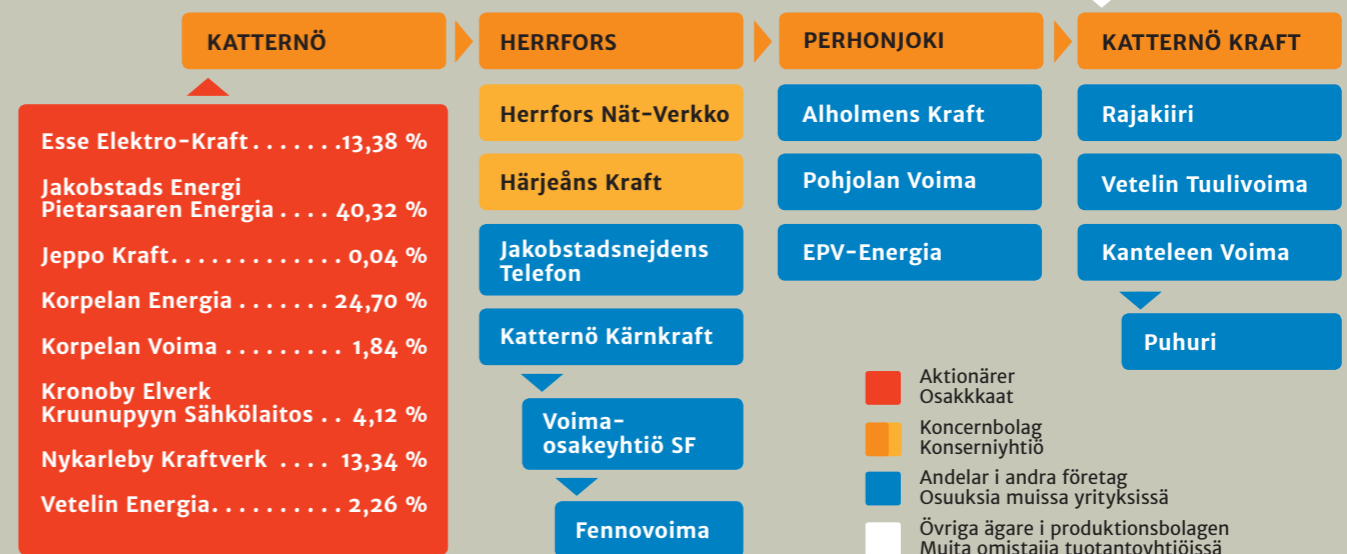 KATTERNÖ
HERRFORS
PERHONJOKI
KATTERNÖ KRAFT
Esse Elektro-Kraft.......13,38 %
Jakobstads Energi
Pietarsaaren Energia .... 40,32 %
Jeppo Kraft............. 0,04 %
Korpelan Energia ....... 24,70 %
Korpelan Voima ......... 1,84 %
Kronoby Elverk
Kruunupyyn Sähkölaitos .. 4,12 %
Nykarleby Kraftverk .... 13,34 %
Vetelin Energia.......... 2,26 %
Herrfors Nät-Verkko
Härjeåns Kraft
Jakobstadsnejdens
Telefon
Katternö Kärnkraft
Voima-
osakeyhtiö SF
Fennovoima
Alholmens Kraft
Pohjolan Voima
EPV-Energia
Rajakiiri
Vetelin Tuulivoima
Kanteleen Voima
Puhuri
Aktionärer
Osakkkaat
Koncernbolag
Konserniyhtiö
Andelar i andra företag
Osuuksia muissa yrityksissä
Övriga ägare i produktionsbolagen
Muita omistajia tuotantoyhtiöissä